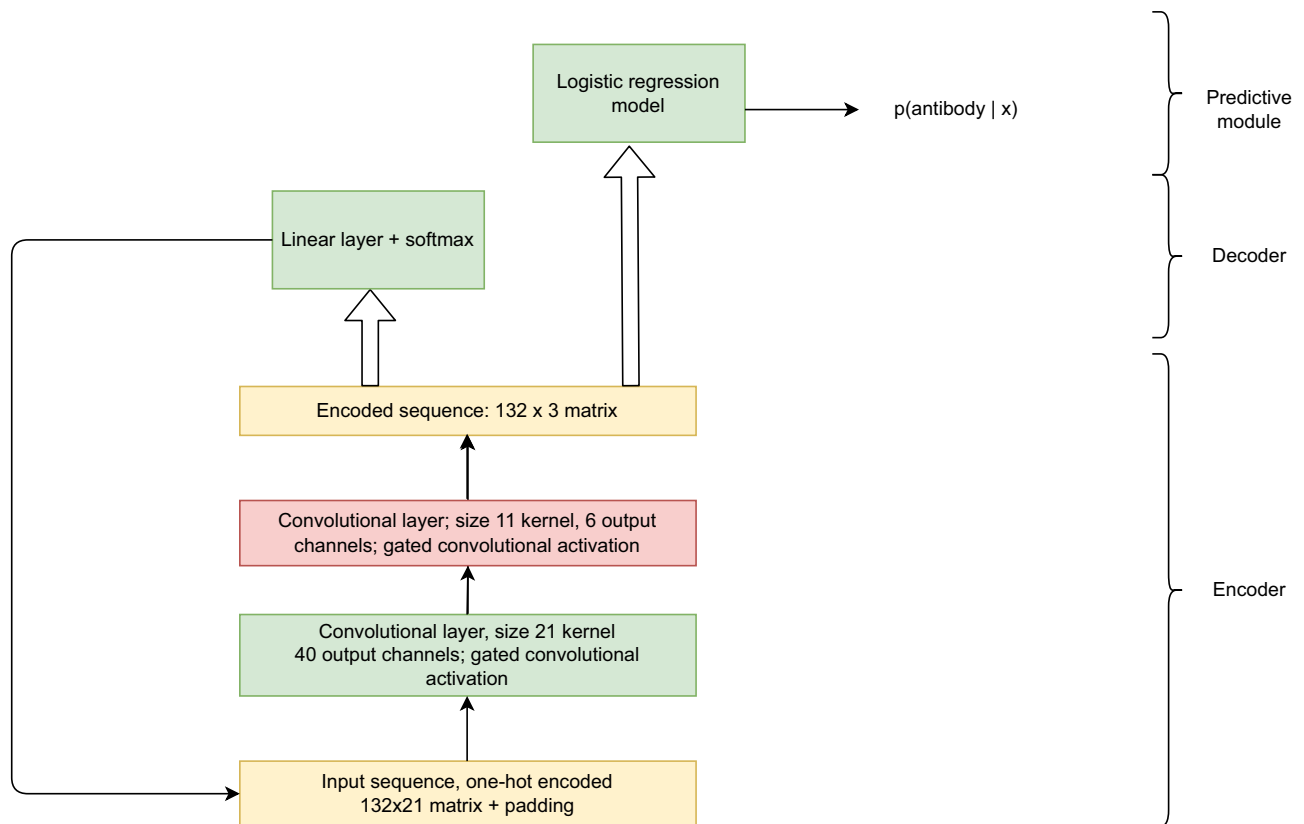 Logistic regression
model
p(antibody | x)
Predictive
module
Linear layer + softmax
Decoder
Encoded sequence: 132 x 3 matrix
Convolutional layer; size 11 kernel, 6 output
channels; gated convolutional activation
Encoder
Convolutional layer, size 21 kernel
40 output channels; gated convolutional
activation
Input sequence, one-hot encoded
132x21 matrix + padding